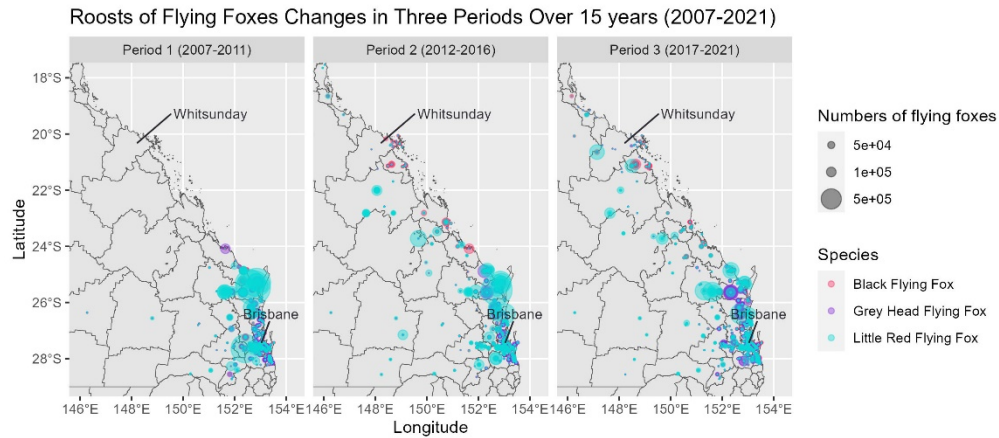 Roosts of Flying Foxes Changes in Three Periods Over 15 years (2007-2021)
Period 1 (2007-2011)
Period 2 (2012-2016)
Period 3 (2017-2021)
18°S
20°S
22°S
24°S
26°S
28°S
Latitude
Whitsunday
Brisbane
Whitsunday
Brisbane
Whitsunday
Brisbane
146°E 148°E 150°E 152°E 154°E
146°E 148°E 150°E 152°E 154°E
146°E 148°E 150°E 152°E 154°E
Longitude
Numbers of flying foxes
5e+04
1e+05
5e+05
Species
Black Flying Fox
Grey Head Flying Fox
Little Red Flying Fox